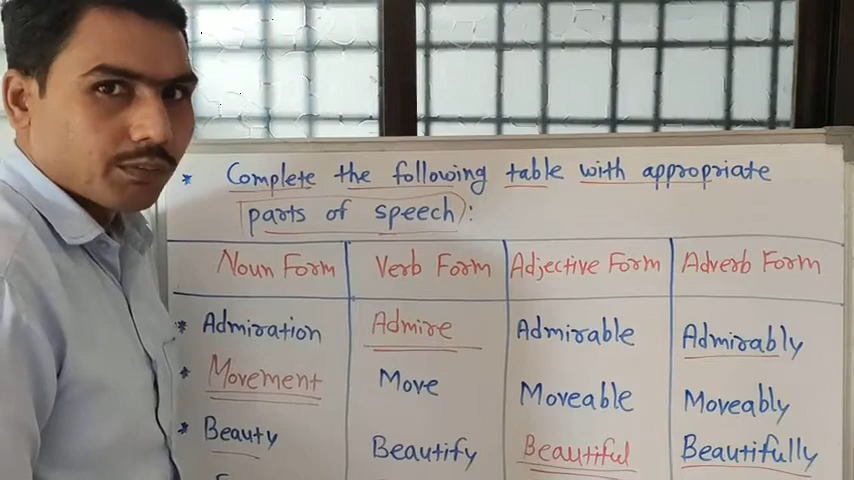 * Complete the following table with appropriate
parts of speech :
Noun Form Verb Form Adjective Form Adverb Form
* Admiration Admire Admirable Admirably
* Movement Move Moveable Moveably
* Beauty Beautify Beautiful Beautifully